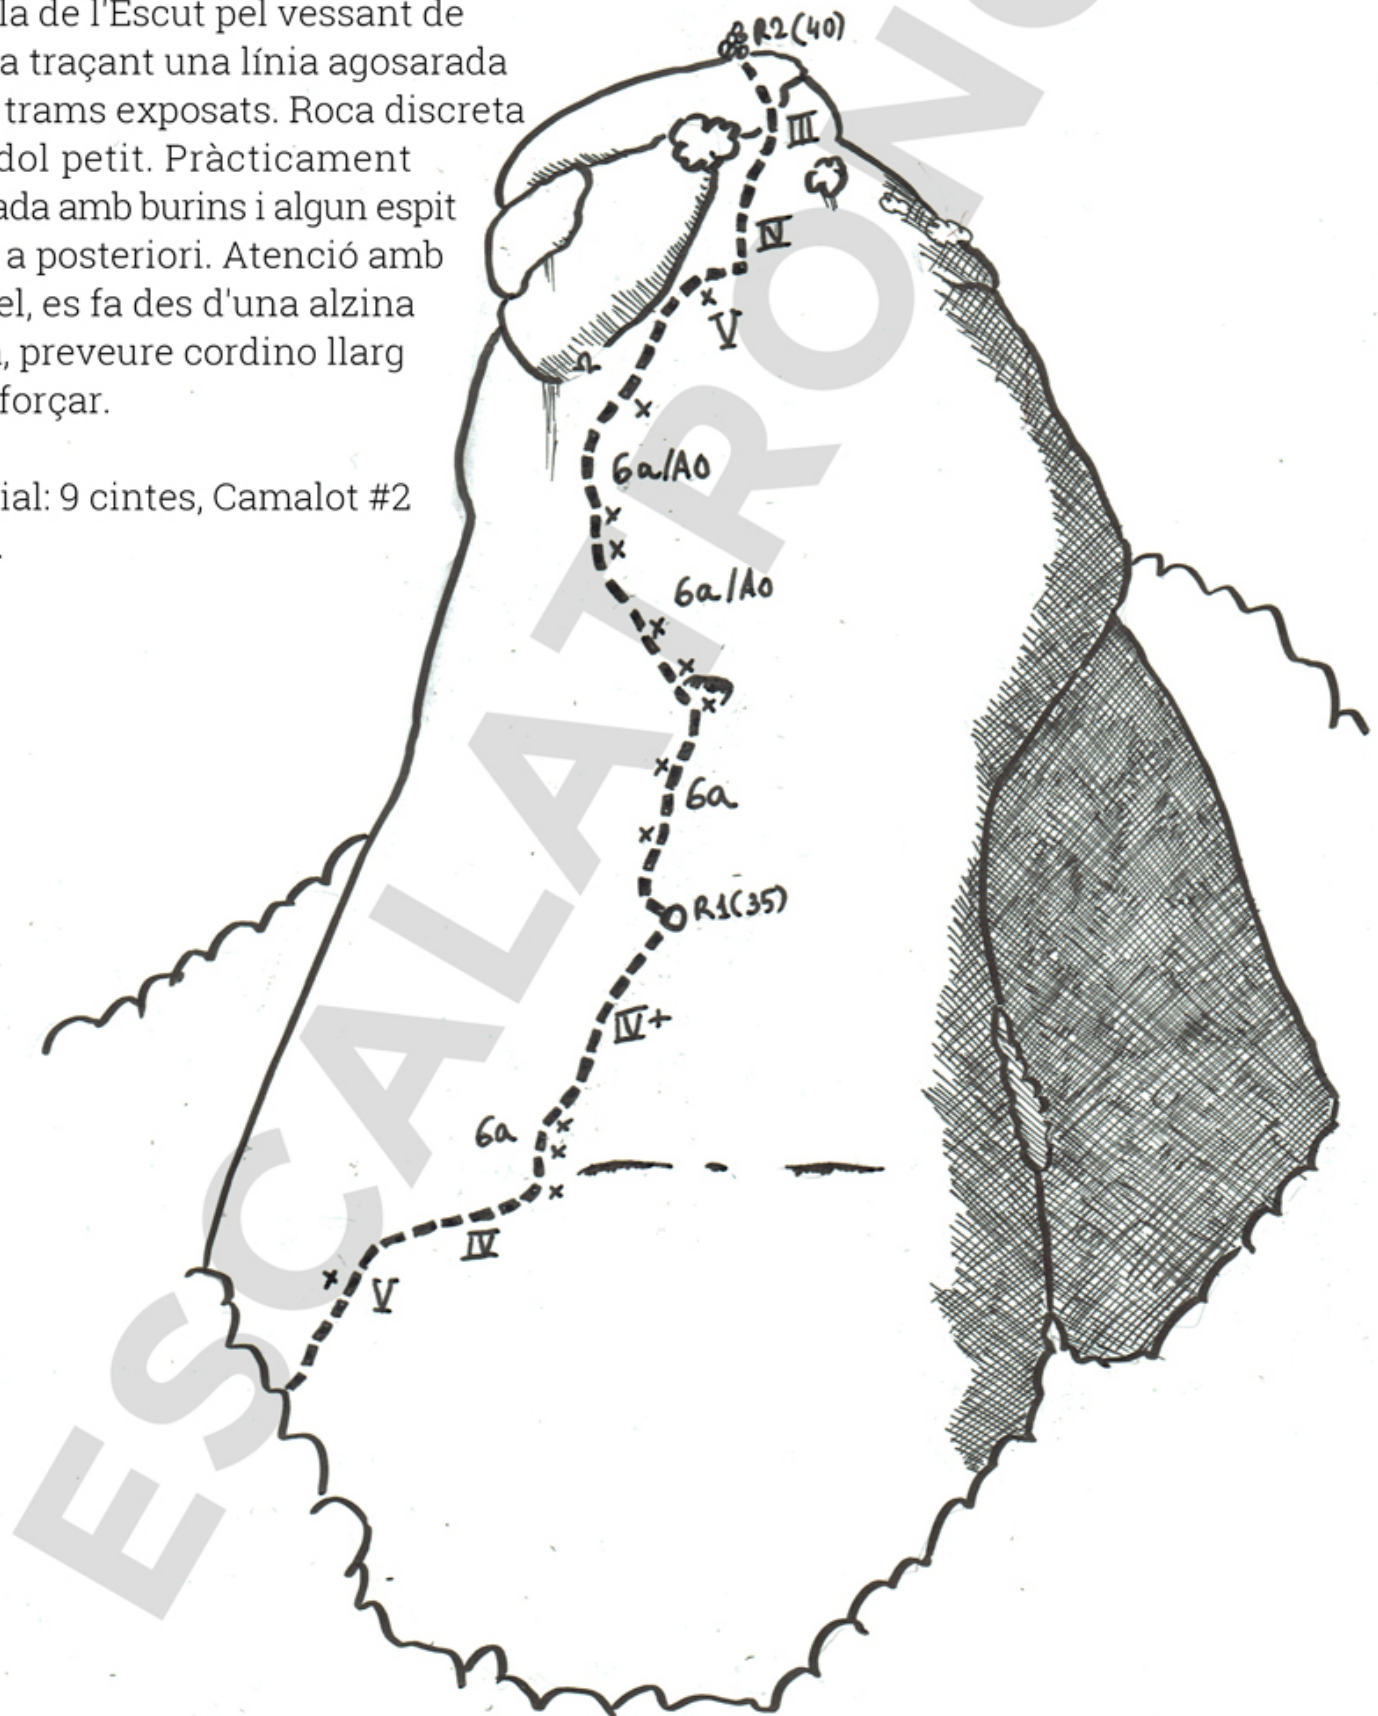 la de l'Escut pel vessant de
a traçant una línia agosarada
trams exposats. Roca discreta
dol petit. Pràcticament
ada amb burins i algun espit
a posteriori. Atenció amb
el, es fa des d'una alzina
, preveure cordino llarg
forçar.
ial: 9 cintes, Camalot #2
R2(40)
III
IV
V
6a/A0
6a/A0
6a
R1(35)
IV+
6a
IV
V
ESCALATRONC